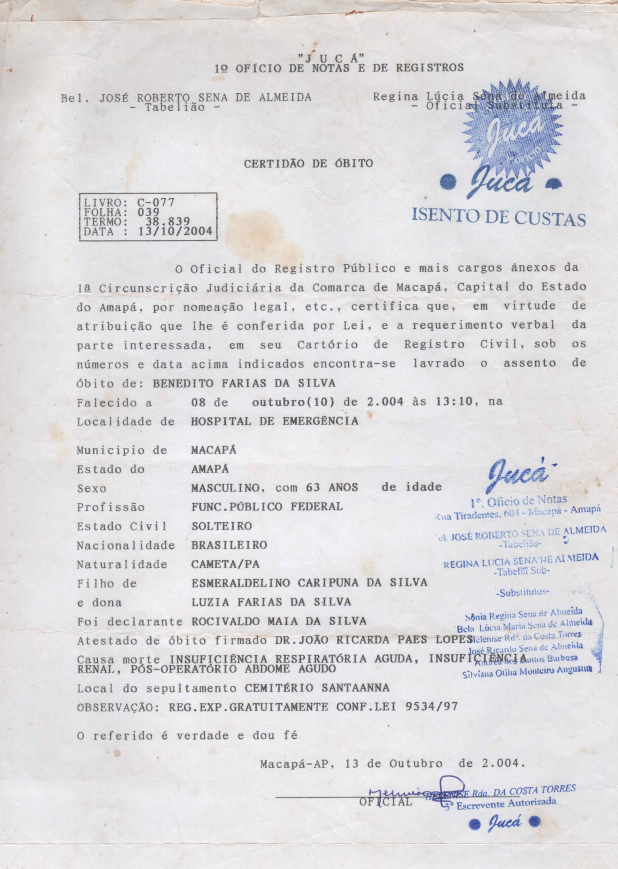 "J U C Á"
1º OFÍCIO DE NOTAS E DE REGISTROS
Bel. JOSÉ ROBERTO SENA DE ALMEIDA
- Tabelião -
Regina Lúcia Sena de Almeida
- Oficial Substituta -
Jucá
Jucá
ISENTO DE CUSTAS
CERTIDÃO DE ÓBITO
LIVRO: C-077
FOLHA: 039
TERMO: 38.839
DATA : 13/10/2004
O Oficial do Registro Público e mais cargos ánexos da
1ª Circunscrição Judiciária da Comarca de Macapá, Capital do Estado
do Amapá, por nomeação legal, etc., certifica que, em virtude de
atribuição que lhe é conferida por Lei, e a requerimento verbal da
parte interessada, em seu Cartório de Registro Civil, sob os
números e data acima indicados encontra-se lavrado o assento de
óbito de: BENEDITO FARIAS DA SILVA
Falecido a 08 de outubro(10) de 2.004 às 13:10, na
Localidade de HOSPITAL DE EMERGÊNCIA
Municipio de MACAPÁ
Estado do AMAPÁ
Sexo MASCULINO, com 63 ANOS de idade
Profissão FUNC.PÚBLICO FEDERAL
Estado Civil SOLTEIRO
Nacionalidade BRASILEIRO
Naturalidade CAMETA/PA
Filho de ESMERALDELINO CARIPUNA DA SILVA
e dona LUZIA FARIAS DA SILVA
Foi declarante ROCIVALDO MAIA DA SILVA
Atestado de óbito firmado DR.JOÃO RICARDA PAES LOPES
Causa morte INSUFICIÊNCIA RESPIRATÓRIA AGUDA, INSUFICIÊNCIA
RENAL, PÓS-OPERATÓRIO ABDOME AGUDO
Local do sepultamento CEMITÉRIO SANTAANNA
OBSERVAÇÃO: REG.EXP.GRATUITAMENTE CONF.LEI 9534/97
O referido é verdade e dou fé
Macapá-AP, 13 de Outubro de 2.004.
OFICIAL
Jucá
1º. Ofício de Notas
Rua Tiradentes, 604 - Macapá - Amapá
JOSÉ ROBERTO SENA DE ALMEIDA
-Tabelião-
REGINA LUCIA SENA DE ALMEIDA
-Tabeliã Sub-
-Substitutos-
Sônia Regina Sena de Almeida
Bela Lúcia Maria Sena de Almeida
Rdª. da Costa Torres
José Ricardo Sena de Almeida
Santos Barbosa
Silviana Otilia Monteiro Augustin
Rda. DA COSTA TORRES
Escrevente Autorizada
Jucá